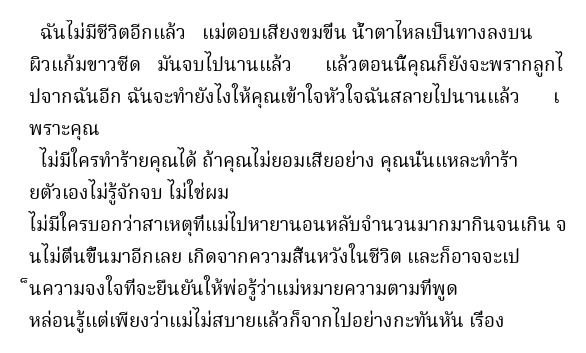 ฉันไม่มีชีวิตอีกแล้ว แม่ตอบเสียงขมขื่น น้ำตาไหลเป็นทางลงบน
ผิวแก้มขาวซีด มันจบไปนานแล้ว แล้วตอนนี้คุณก็ยังจะพรากลูกไ
ปจากฉันอีก ฉันจะทำยังไงให้คุณเข้าใจหัวใจฉันสลายไปนานแล้ว เ
พราะคุณ
ไม่มีใครทำร้ายคุณได้ ถ้าคุณไม่ยอมเสียอย่าง คุณนั่นแหละทำร้า
ยตัวเองไม่รู้จักจบ ไม่ใช่ผม
ไม่มีใครบอกว่าสาเหตุที่แม่ไปหายานอนหลับจำนวนมากมากินจนเกิน จ
นไม่ตื่นขึ้นมาอีกเลย เกิดจากความสิ้นหวังในชีวิต และก็อาจจะเป
็นความจงใจที่จะยืนยันให้พ่อรู้ว่าแม่หมายความตามที่พูด
หล่อนรู้แต่เพียงว่าแม่ไม่สบายแล้วก็จากไปอย่างกะทันหัน เรื่อง